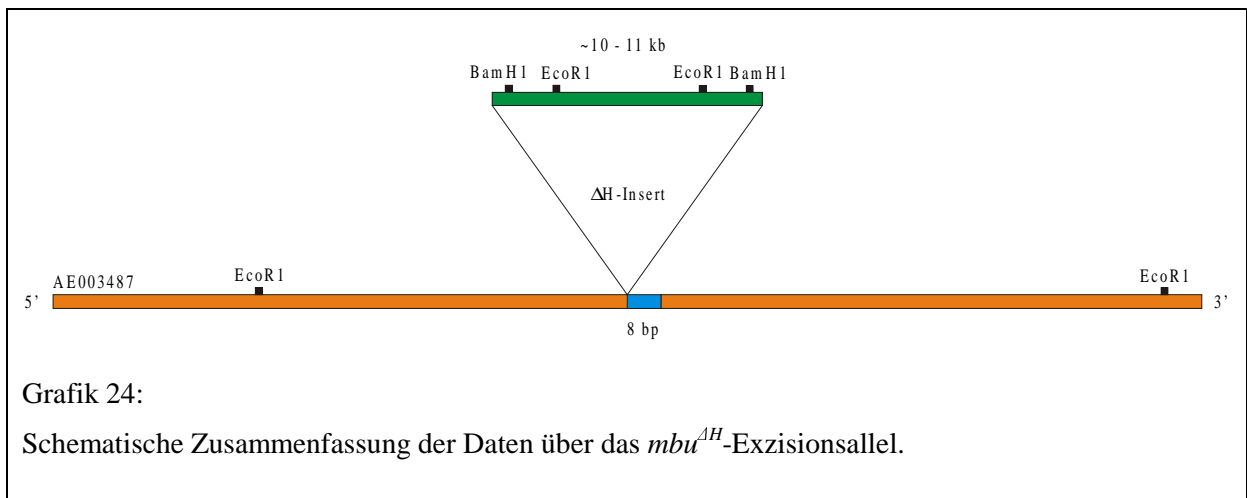 ~10 - 11 kb
BamH1 EcoR1 EcoR1 BamH1
ΔH-Insert
AE003487 EcoR1 EcoR1
5’ 3’
8 bp
Grafik 24:
Schematische Zusammenfassung der Daten über das mbu^ΔH-Exzisionsallel.